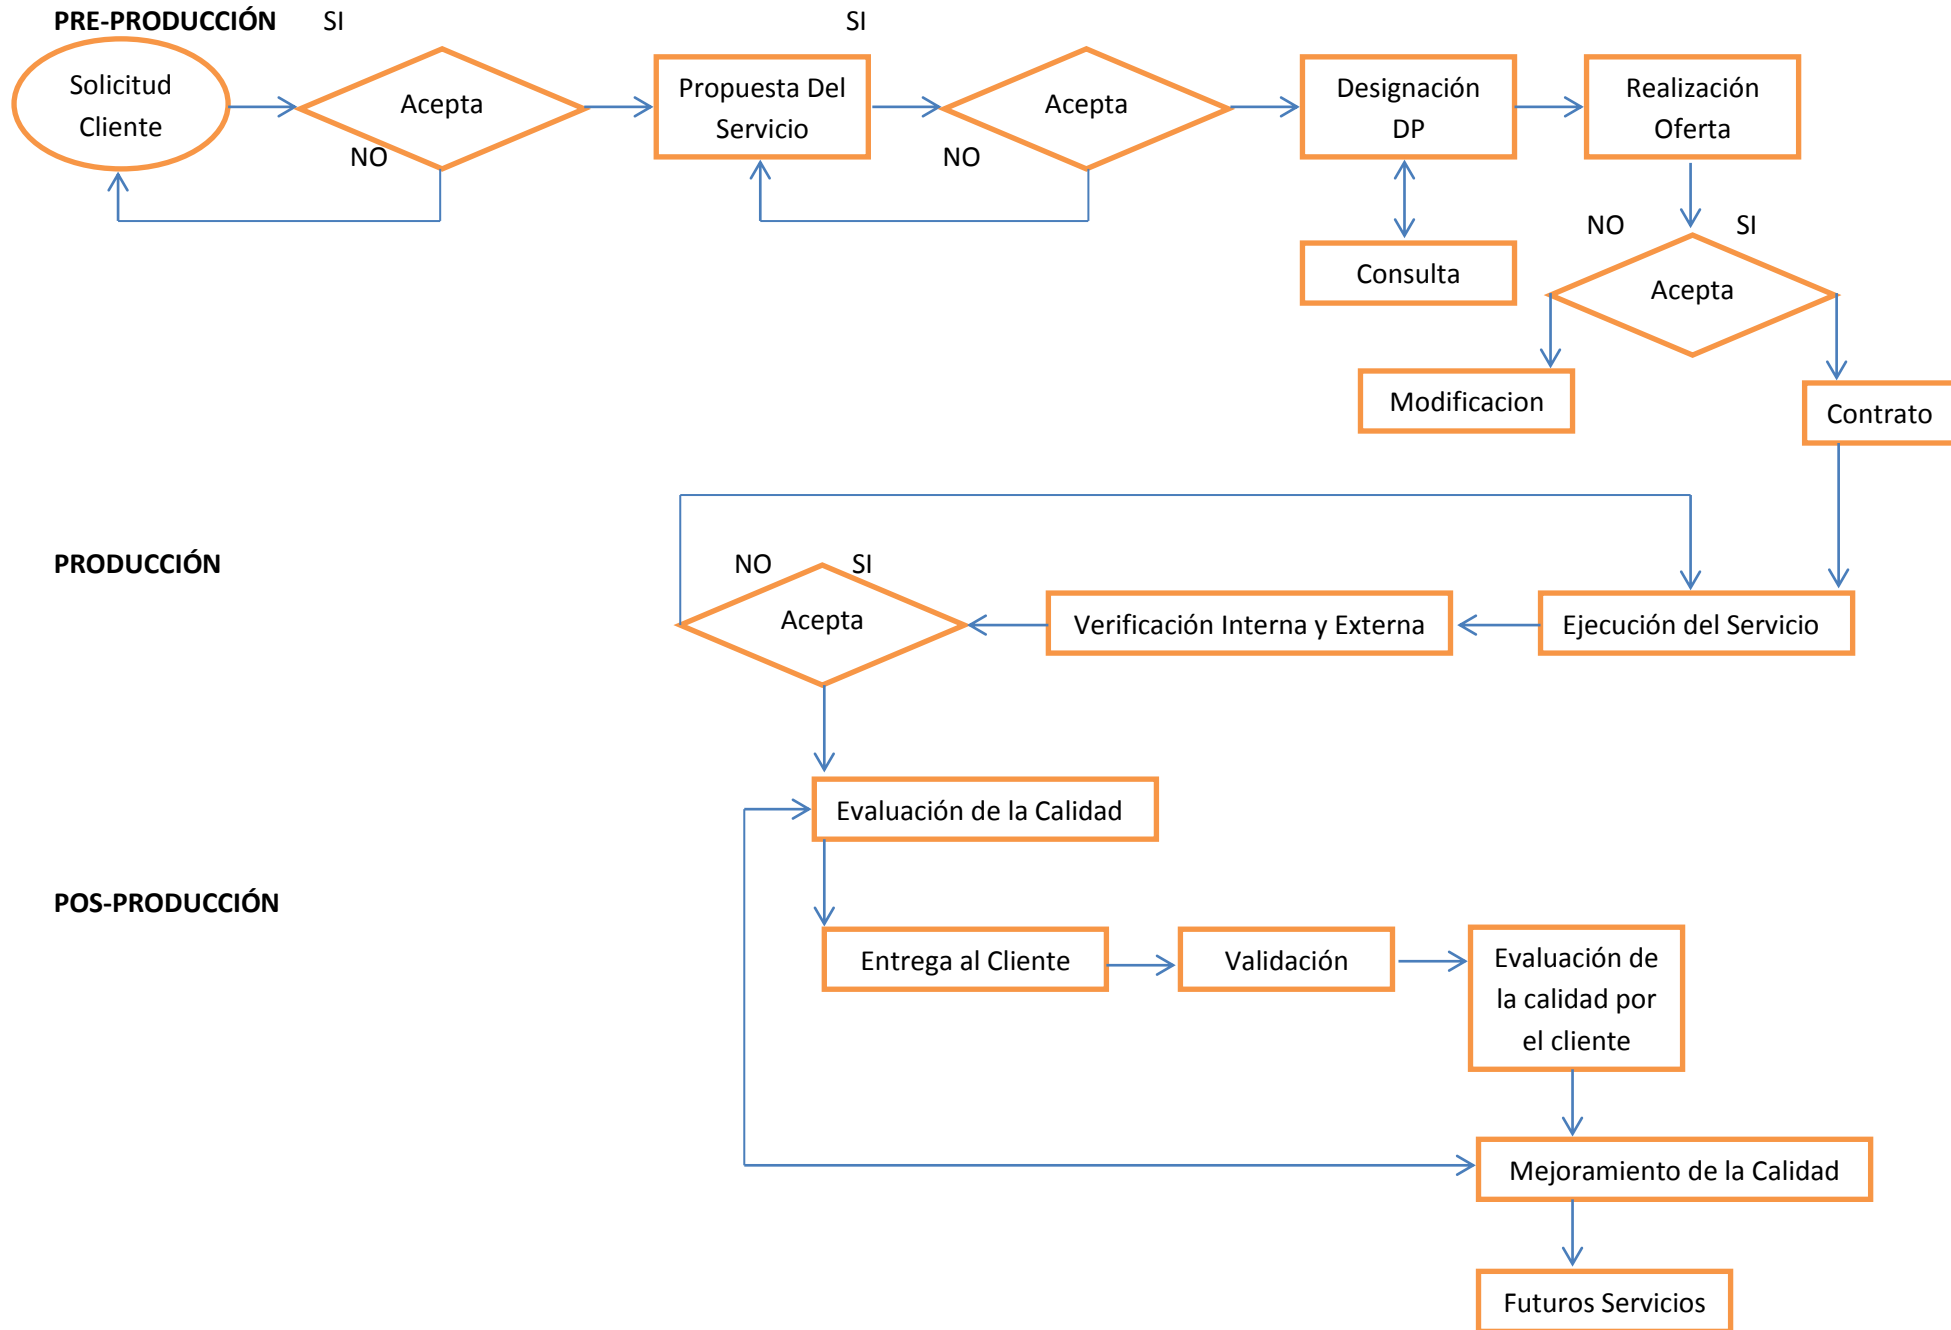 PRE-PRODUCCIÓN SI SI
Solicitud
Cliente
Acepta
NO
Propuesta Del
Servicio
Acepta
NO
Designación
DP
Realización
Oferta
Consulta
NO SI
Acepta
Modificacion
Contrato
PRODUCCIÓN
NO SI
Acepta
Verificación Interna y Externa
Ejecución del Servicio
Evaluación de la Calidad
POS-PRODUCCIÓN
Entrega al Cliente
Validación
Evaluación de
la calidad por
el cliente
Mejoramiento de la Calidad
Futuros Servicios